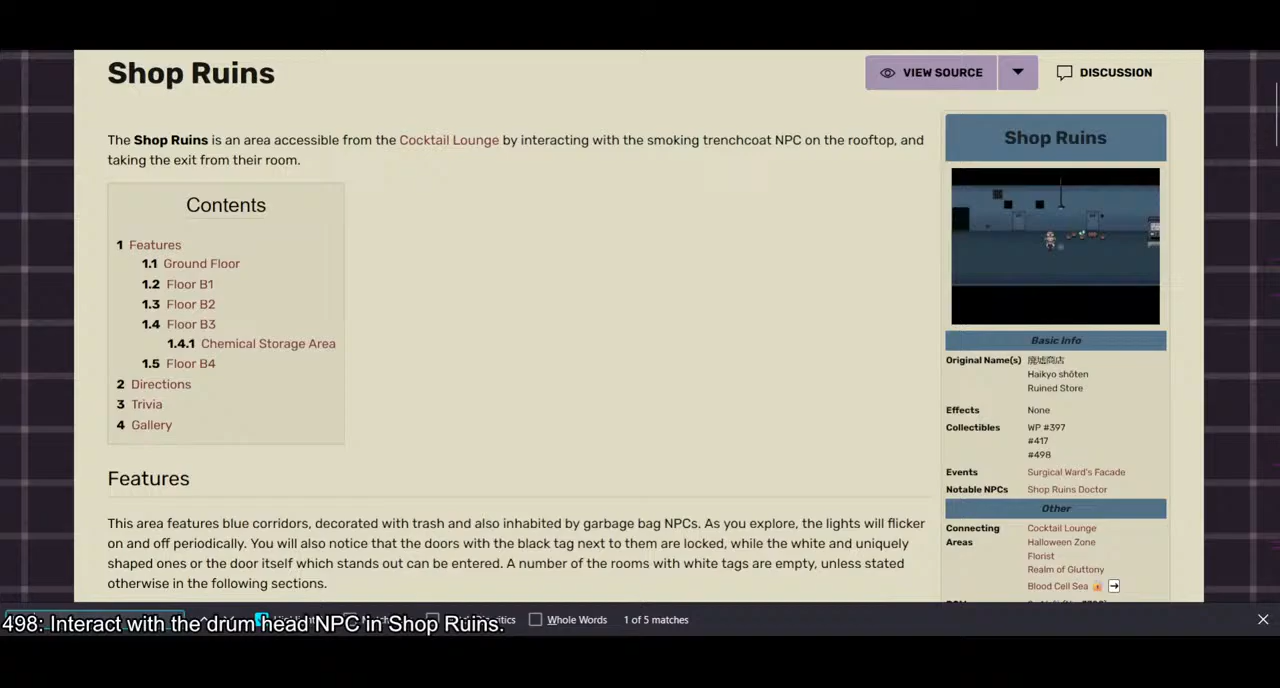 Shop Ruins
VIEW SOURCE
DISCUSSION
The Shop Ruins is an area accessible from the Cocktail Lounge by interacting with the smoking trenchcoat NPC on the rooftop, and
taking the exit from their room.
Contents
1 Features
1.1 Ground Floor
1.2 Floor B1
1.3 Floor B2
1.4 Floor B3
1.4.1 Chemical Storage Area
1.5 Floor B4
2 Directions
3 Trivia
4 Gallery
Features
This area features blue corridors, decorated with trash and also inhabited by garbage bag NPCs. As you explore, the lights will flicker
on and off periodically. You will also notice that the doors with the black tag next to them are locked, while the white and uniquely
shaped ones or the door itself which stands out can be entered. A number of the rooms with white tags are empty, unless stated
otherwise in the following sections.
Shop Ruins
Basic Info
Original Name(s) 廃墟商店
Haikyo shōten
Ruined Store
Effects None
Collectibles WP #397
#417
#498
Events Surgical Ward's Facade
Notable NPCs Shop Ruins Doctor
Other
Connecting Areas Cocktail Lounge
Halloween Zone
Florist
Realm of Gluttony
Blood Cell Sea
498: Interact with the drum head NPC in Shop Ruins.
Whole Words
1 of 5 matches